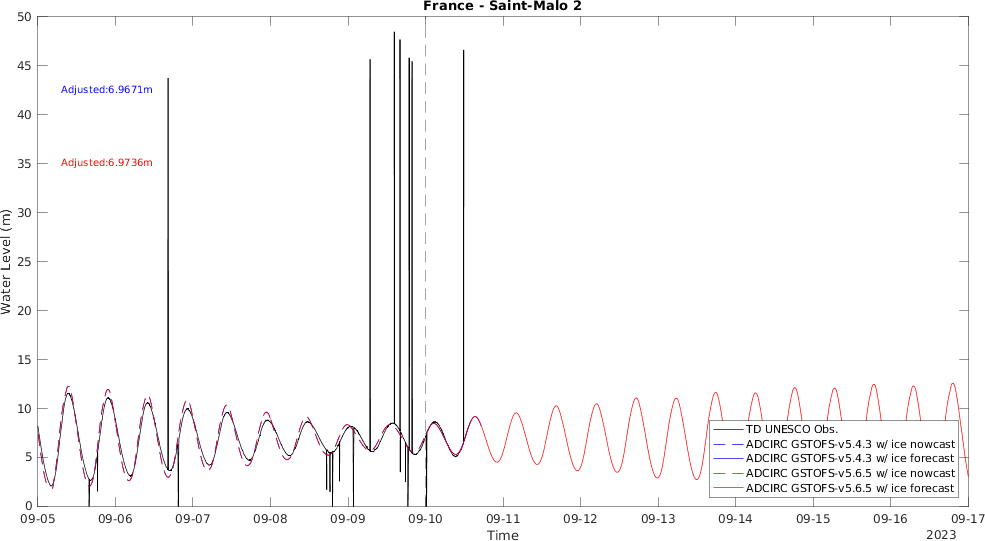 France - Saint-Malo 2
50
45
40
35
30
25
20
15
10
5
0
Water Level (m)
Adjusted:6.9671m
Adjusted:6.9736m
TD UNESCO Obs.
ADCIRC GSTOFS-v5.4.3 w/ ice nowcast
ADCIRC GSTOFS-v5.4.3 w/ ice forecast
ADCIRC GSTOFS-v5.6.5 w/ ice nowcast
ADCIRC GSTOFS-v5.6.5 w/ ice forecast
09-05 09-06 09-07 09-08 09-09 09-10 09-11 09-12 09-13 09-14 09-15 09-16 09-17
Time
2023